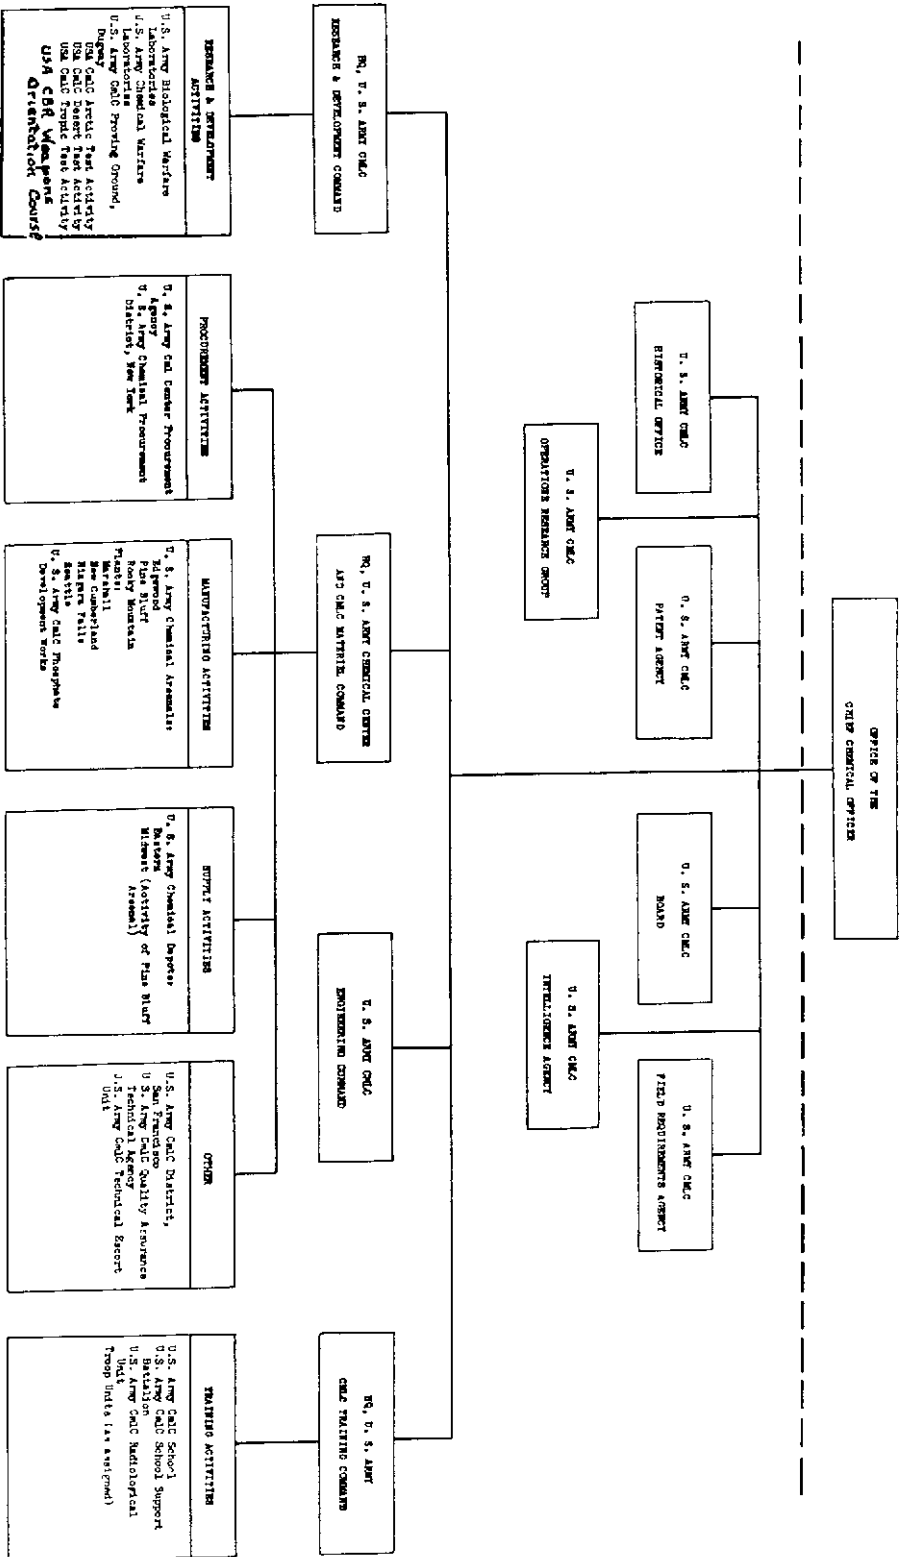 OFFICE OF THE
CHIEF CHEMICAL OFFICER
U. S. ARMY CMLC
HISTORICAL OFFICE
U. S. ARMY CMLC
PATENT AGENCY
U. S. ARMY CMLC
BOARD
U. S. ARMY CMLC
FIELD REQUIREMENTS AGENCY
U. S. ARMY CMLC
OPERATIONS RESEARCH GROUP
U. S. ARMY CMLC
INTELLIGENCE AGENCY
HQ, U. S. ARMY CMLC
RESEARCH & DEVELOPMENT COMMAND
HQ, U. S. ARMY CHEMICAL CENTER
AND CMLC MATERIEL COMMAND
U. S. ARMY CMLC
ENGINEERING COMMAND
HQ, U. S. ARMY
CMLC TRAINING COMMAND
RESEARCH & DEVELOPMENT
ACTIVITIES
U.S. Army Biological Warfare
Laboratories
U.S. Army Chemical Warfare
Laboratories
U.S. Army CmlC Proving Ground,
Dugway
USA CmlC Arctic Test Activity
USA CmlC Desert Test Activity
USA CmlC Tropic Test Activity
USA CBR Weapons
Orientation Course
PROCUREMENT ACTIVITIES
U. S. Army Cml Center Procurement
Agency
U. S. Army Chemical Procurement
District, New York
MANUFACTURING ACTIVITIES
U. S. Army Chemical Arsenals:
Edgewood
Pine Bluff
Rocky Mountain
Plants:
Marshall
New Cumberland
Niagara Falls
Seattle
U. S. Army CmlC Phosphate
Development Works
SUPPLY ACTIVITIES
U. S. Army Chemical Depots:
Eastern
Midwest (Activity of Pine Bluff
Arsenal)
OTHER
U.S. Army CmlC District,
San Francisco
U S. Army CmlC Quality Assurance
Technical Agency
U.S. Army CmlC Technical Escort
Unit
TRAINING ACTIVITIES
U.S. Army CmlC School
U.S. Army CmlC School Support
Battalion
U.S. Army CmlC Radiological
Unit
Troop Units (as assigned)